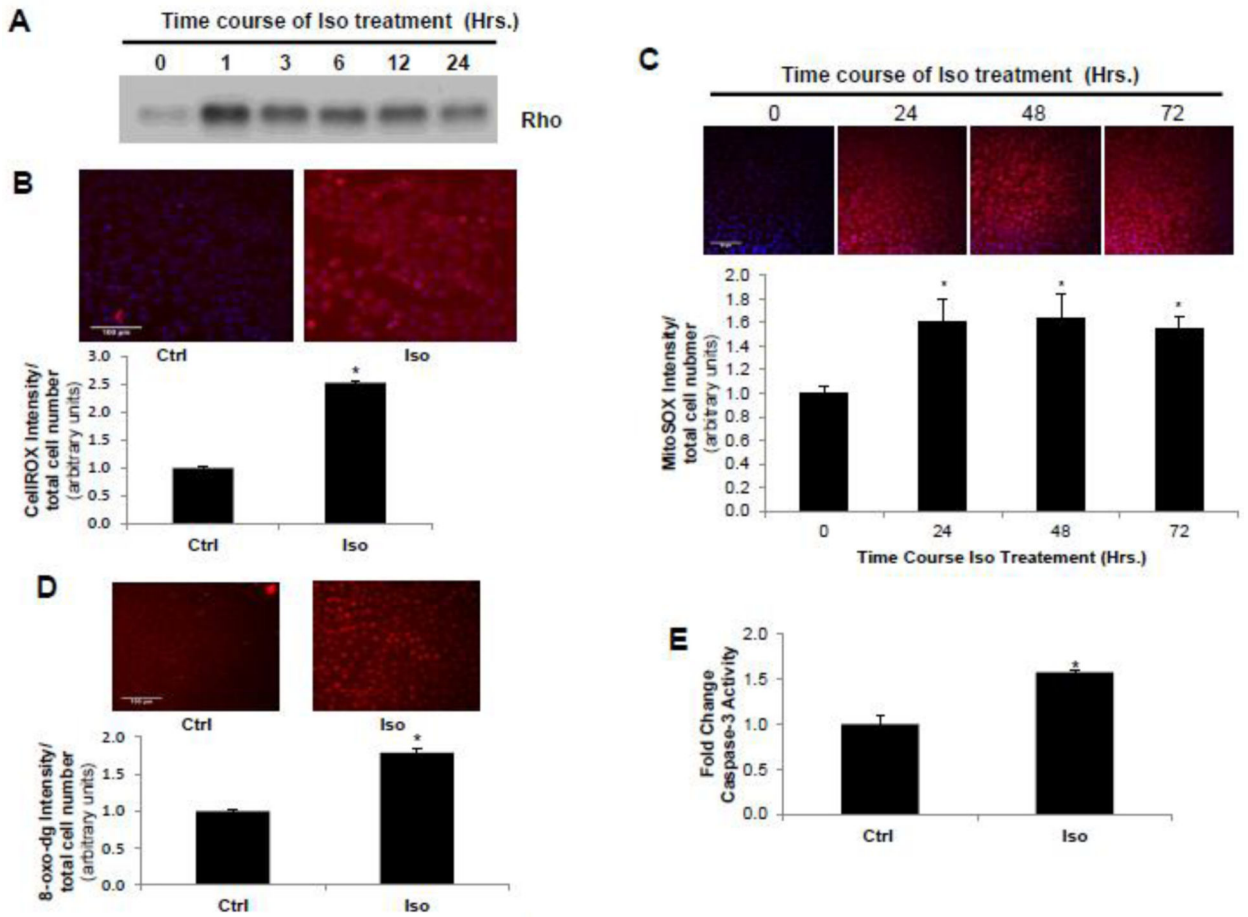 A
Time course of Iso treatment (Hrs.)
0 1 3 6 12 24
Rho
B
100 µm
Ctrl Iso
CellROX Intensity/
total cell number
(arbitrary units)
3.0
2.5
2.0
1.5
1.0
0.5
0.0
*
Ctrl Iso
C
Time course of Iso treatment (Hrs.)
0 24 48 72
MitoSOX Intensity/
total cell nubmer
(arbitrary units)
2.0
1.8
1.6
1.4
1.2
1.0
0.8
0.6
0.4
0.2
0.0
* * *
0 24 48 72
Time Course Iso Treatement (Hrs.)
D
100 µm
Ctrl Iso
8-oxo-dg Intensity/
total cell number
(arbitrary units)
2.0
1.5
1.0
0.5
0.0
*
Ctrl Iso
E
Fold Change
Caspase-3 Activity
2.0
1.5
1.0
0.5
0.0
*
Ctrl Iso